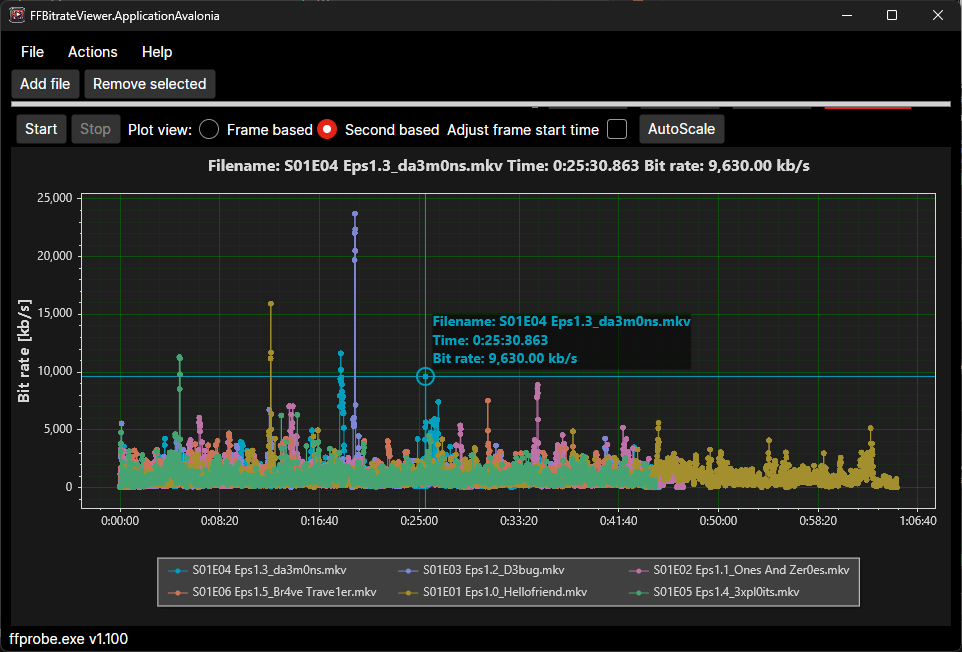 FFBitrateViewer.ApplicationAvalonia
File Actions Help
Add file Remove selected
Start Stop Plot view: Frame based Second based Adjust frame start time AutoScale
Filename: S01E04 Eps1.3_da3m0ns.mkv Time: 0:25:30.863 Bit rate: 9,630.00 kb/s
Bit rate [kb/s]
25,000
20,000
15,000
10,000
5,000
0
Filename: S01E04 Eps1.3_da3m0ns.mkv
Time: 0:25:30.863
Bit rate: 9,630.00 kb/s
0:00:00 0:08:20 0:16:40 0:25:00 0:33:20 0:41:40 0:50:00 0:58:20 1:06:40
S01E04 Eps1.3_da3m0ns.mkv S01E03 Eps1.2_D3bug.mkv S01E02 Eps1.1_Ones And Zer0es.mkv
S01E06 Eps1.5_Br4ve Trave1er.mkv S01E01 Eps1.0_Hellofriend.mkv S01E05 Eps1.4_3xpl0its.mkv
ffprobe.exe v1.100